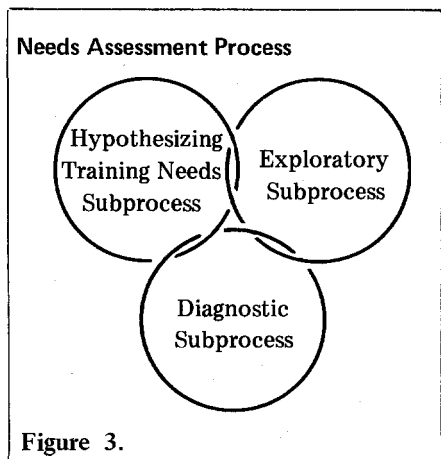 Needs Assessment Process
Hypothesizing
Training Needs
Subprocess
Exploratory
Subprocess
Diagnostic
Subprocess
Figure 3.